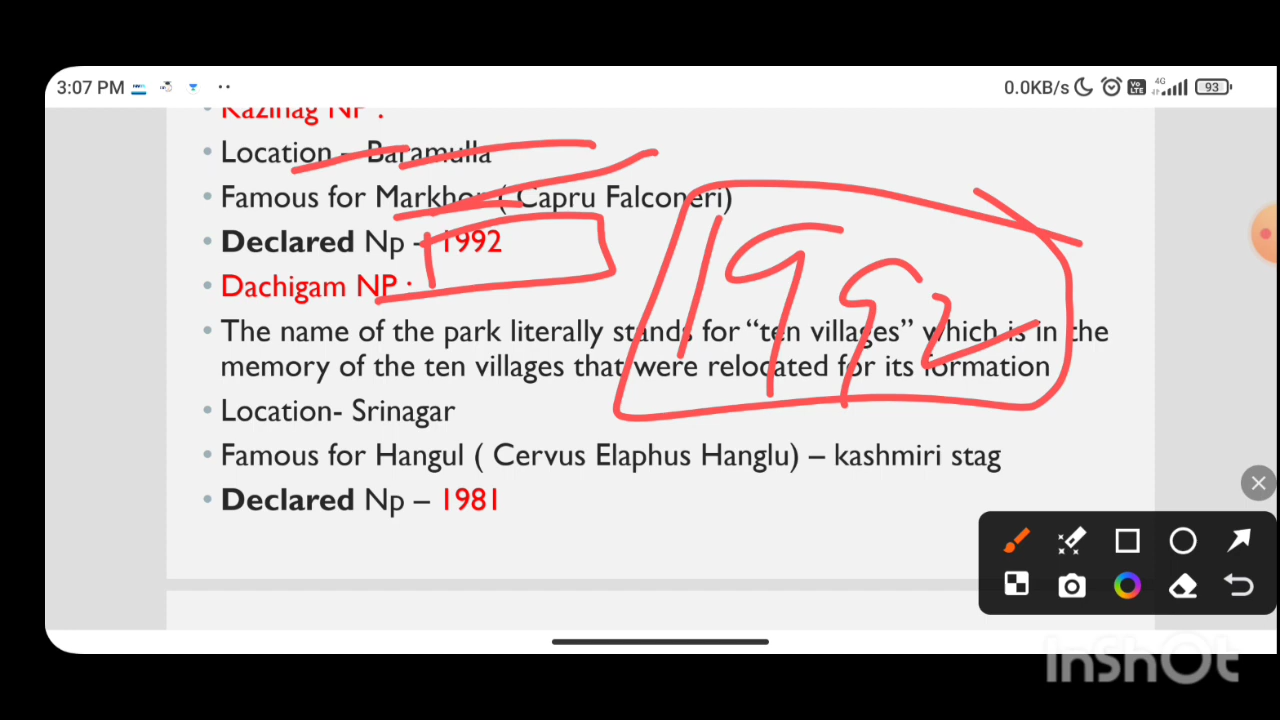 3:07 PM
0.0KB/s
4G
Vo LTE
93
• Kazinag NP :
• Location – Baramulla
• Famous for Markhor ( Capru Falconeri)
• Declared Np – 1992
1992
• Dachigam NP :
• The name of the park literally stands for “ten villages” which is in the
memory of the ten villages that were relocated for its formation
• Location- Srinagar
• Famous for Hangul ( Cervus Elaphus Hanglu) – kashmiri stag
• Declared Np – 1981
InShOt